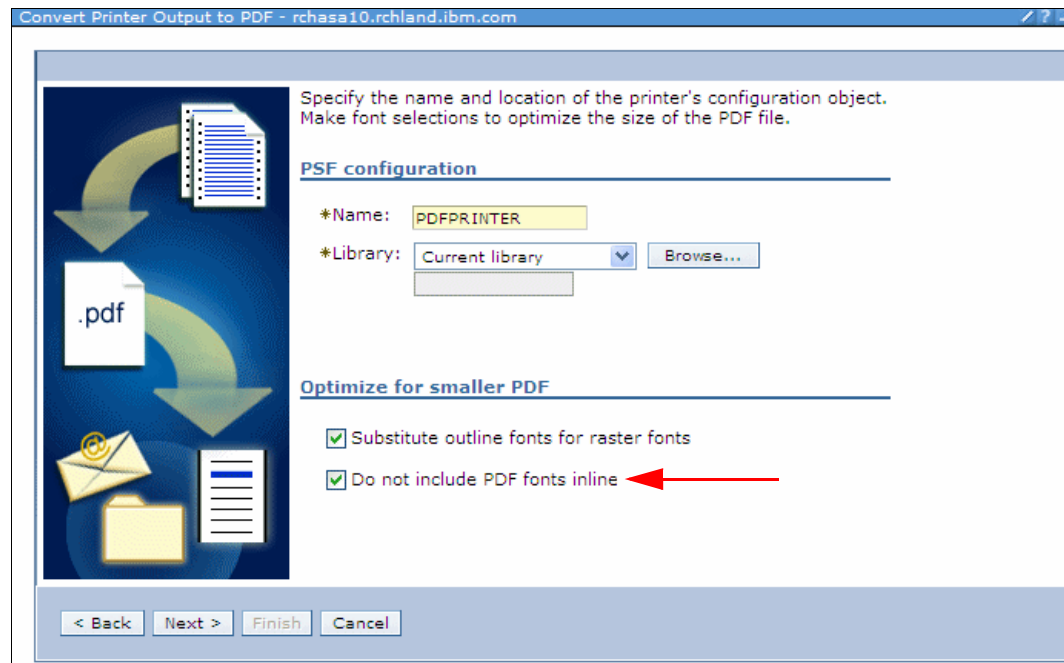 Convert Printer Output to PDF - rchasa10.rchland.ibm.com
Specify the name and location of the printer's configuration object.
Make font selections to optimize the size of the PDF file.
PSF configuration
*Name: PDFPRINTER
*Library: Current library Browse...
.pdf
Optimize for smaller PDF
@
Substitute outline fonts for raster fonts
Do not include PDF fonts inline
< Back Next > Finish Cancel